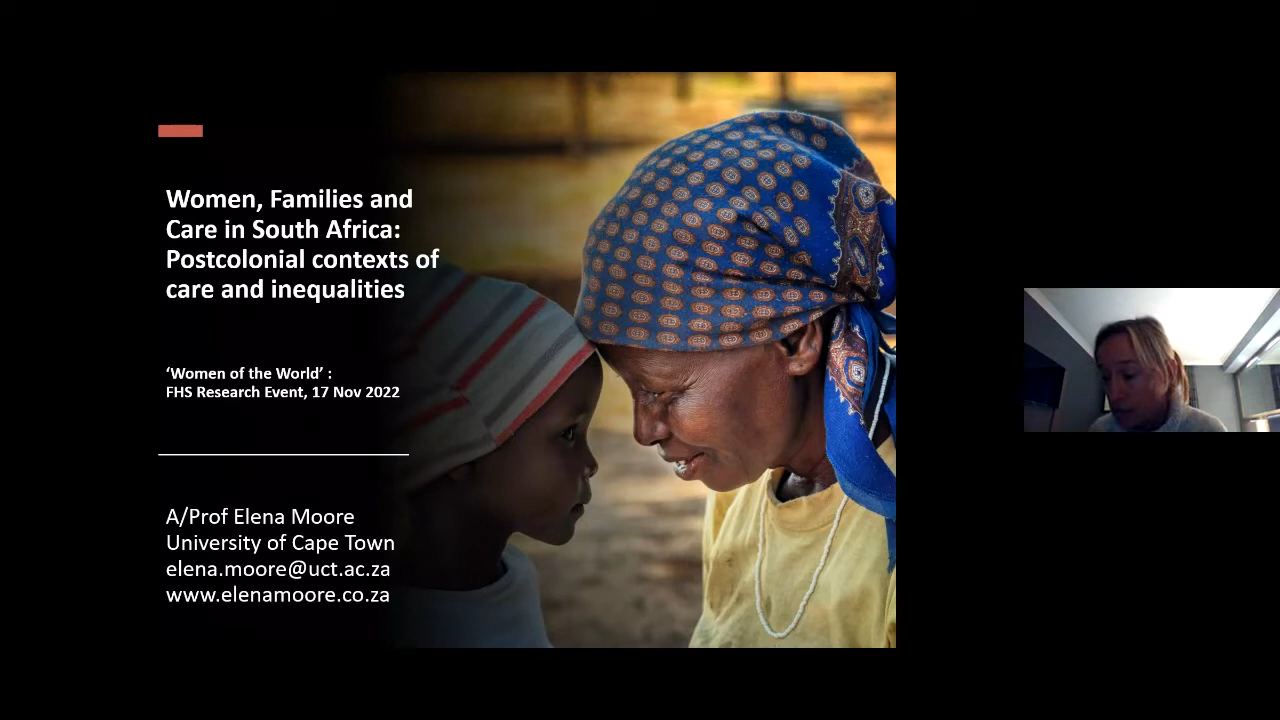 Women, Families and
Care in South Africa:
Postcolonial contexts of
care and inequalities
‘Women of the World’ :
FHS Research Event, 17 Nov 2022
A/Prof Elena Moore
University of Cape Town
elena.moore@uct.ac.za
www.elenamoore.co.za